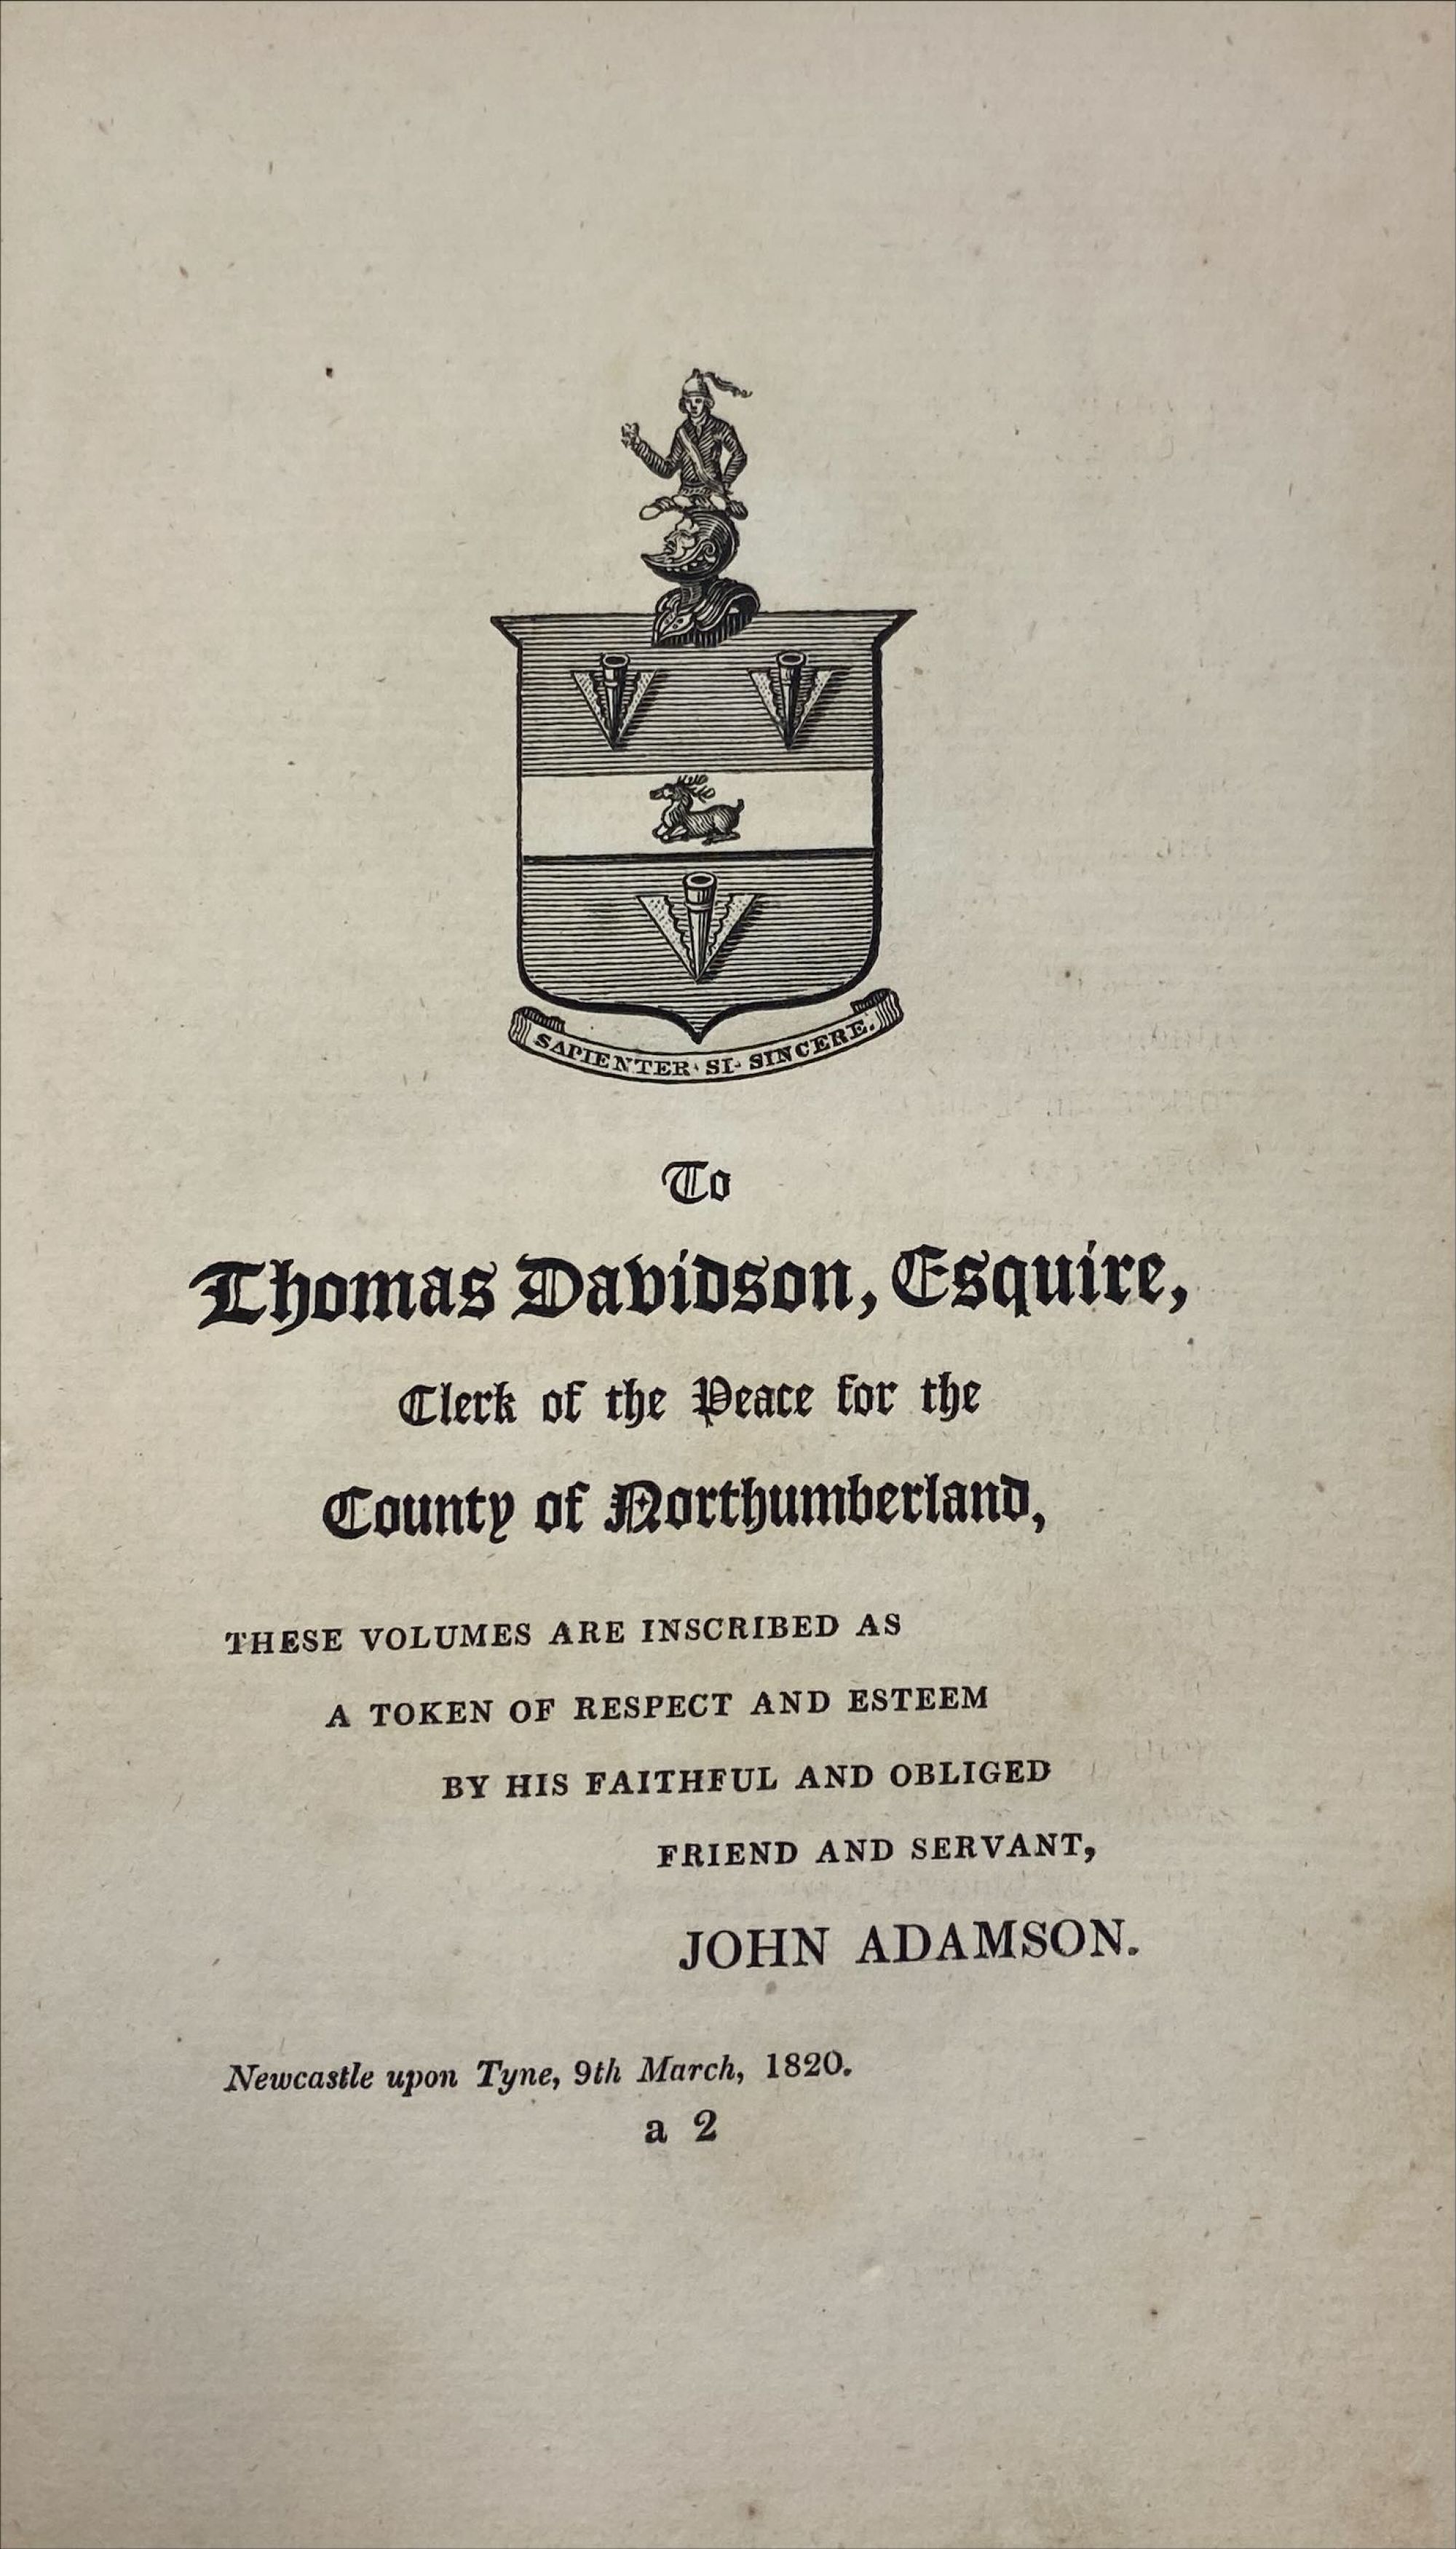 SAPIENTER · SI · SINCERE.
To
Thomas Davidson, Esquire,
Clerk of the Peace for the
County of Northumberland,
THESE VOLUMES ARE INSCRIBED AS
A TOKEN OF RESPECT AND ESTEEM
BY HIS FAITHFUL AND OBLIGED
FRIEND AND SERVANT,
JOHN ADAMSON.
Newcastle upon Tyne, 9th March, 1820.
a 2